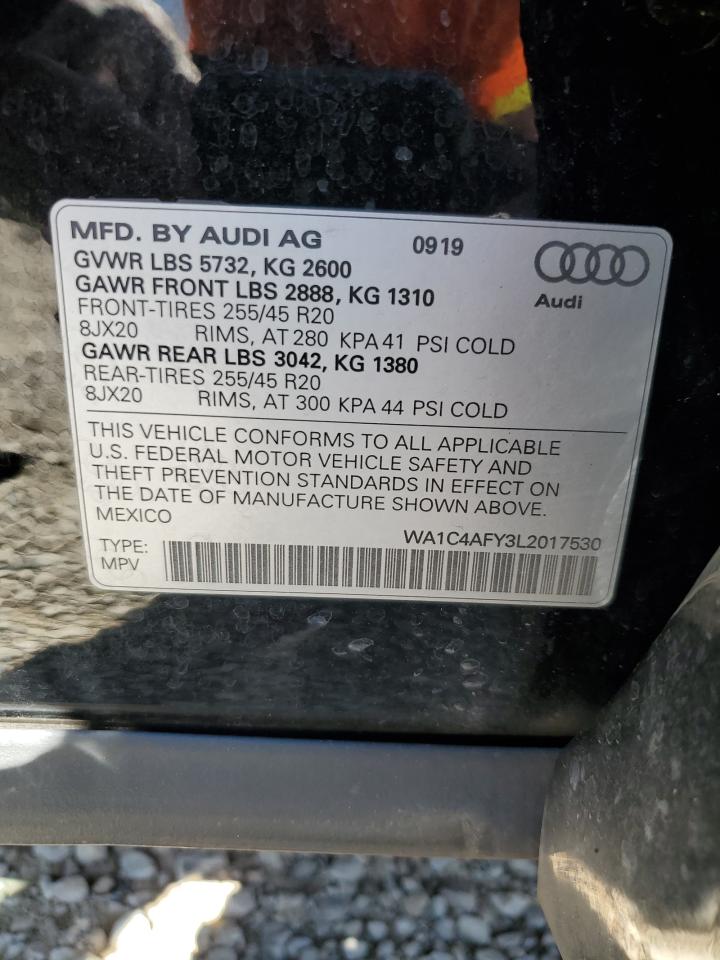 MFD. BY AUDI AG 0919
GVWR LBS 5732, KG 2600
GAWR FRONT LBS 2888, KG 1310
FRONT-TIRES 255/45 R20
8JX20 RIMS, AT 280 KPA 41 PSI COLD
GAWR REAR LBS 3042, KG 1380
REAR-TIRES 255/45 R20
8JX20 RIMS, AT 300 KPA 44 PSI COLD
Audi
THIS VEHICLE CONFORMS TO ALL APPLICABLE
U.S. FEDERAL MOTOR VEHICLE SAFETY AND
THEFT PREVENTION STANDARDS IN EFFECT ON
THE DATE OF MANUFACTURE SHOWN ABOVE.
MEXICO
WA1C4AFY3L2017530
TYPE:
MPV